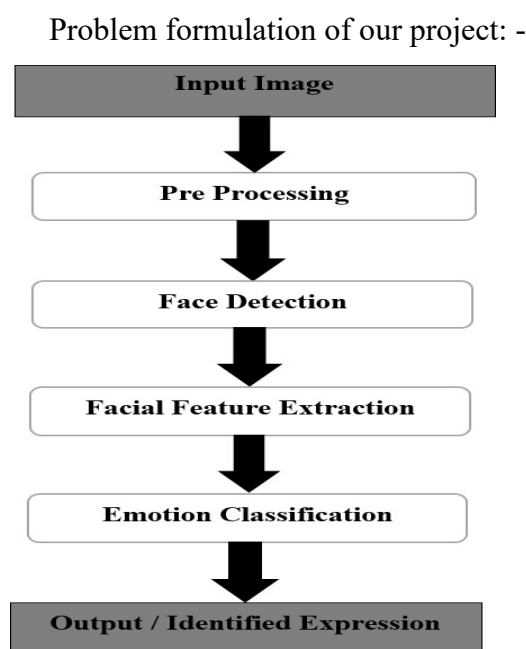 Problem formulation of our project: -
Input Image
Pre Processing
Face Detection
Facial Feature Extraction
Emotion Classification
Output / Identified Expression